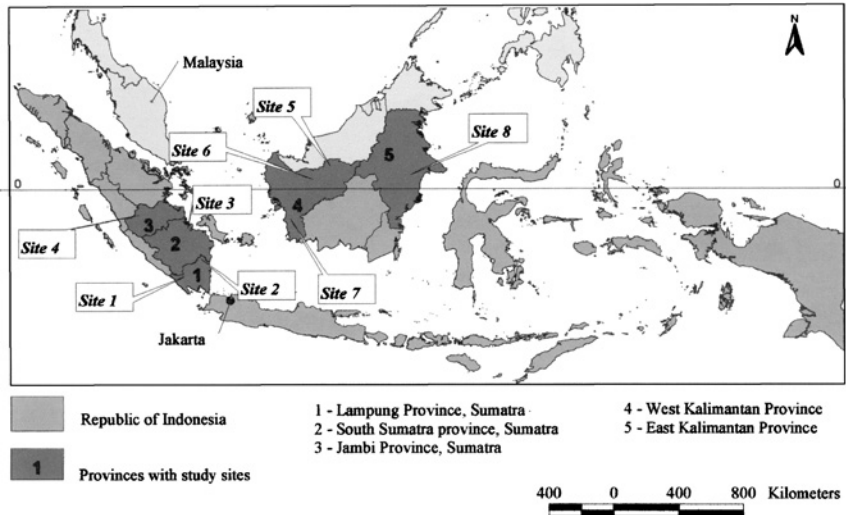 N
Malaysia
Site 5
Site 6
5
Site 8
0
0
4
Site 3
3
Site 4
2
1
Site 2
Site 7
Site 1
Jakarta
Republic of Indonesia
1
Provinces with study sites
1 - Lampung Province, Sumatra
2 - South Sumatra province, Sumatra
3 - Jambi Province, Sumatra
4 - West Kalimantan Province
5 - East Kalimantan Province
400 0 400 800 Kilometers